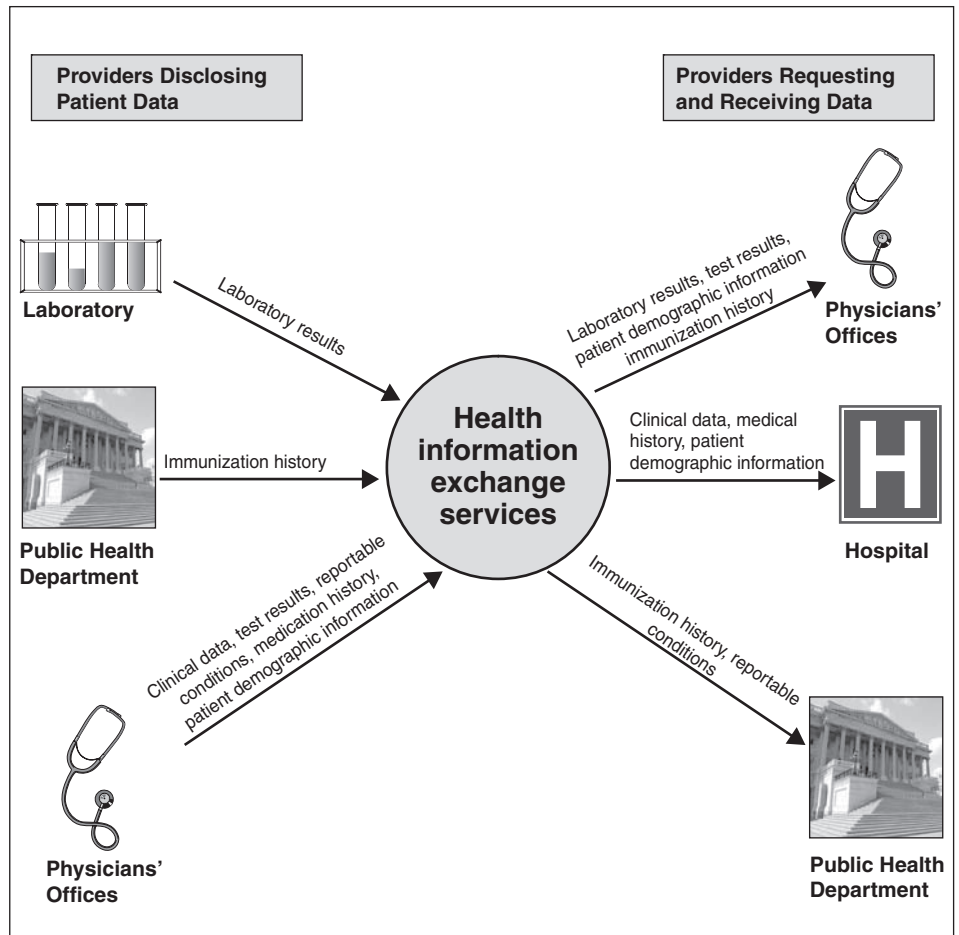 Providers Disclosing
Patient Data
Providers Requesting
and Receiving Data
Laboratory
Laboratory results
Laboratory results, test results,
patient demographic information
immunization history
Physicians’
Offices
Health
information
exchange
services
Immunization history
Public Health
Department
Clinical data, medical
history, patient
demographic information
H
Hospital
Clinical data, test results, reportable
conditions, medication history,
patient demographic information
Physicians’
Offices
Immunization history, reportable
conditions
Public Health
Department